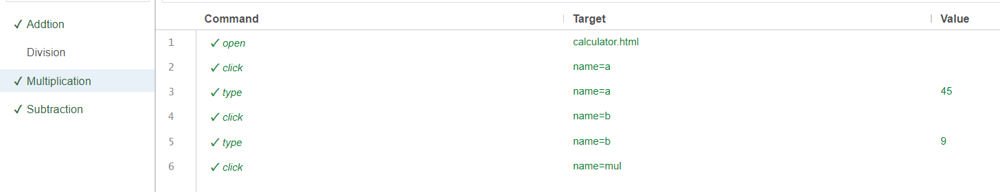 ✓ Addtion
Division
✓ Multiplication
✓ Subtraction
Command Target Value
1 ✓ open calculator.html
2 ✓ click name=a
3 ✓ type name=a 45
4 ✓ click name=b
5 ✓ type name=b 9
6 ✓ click name=mul